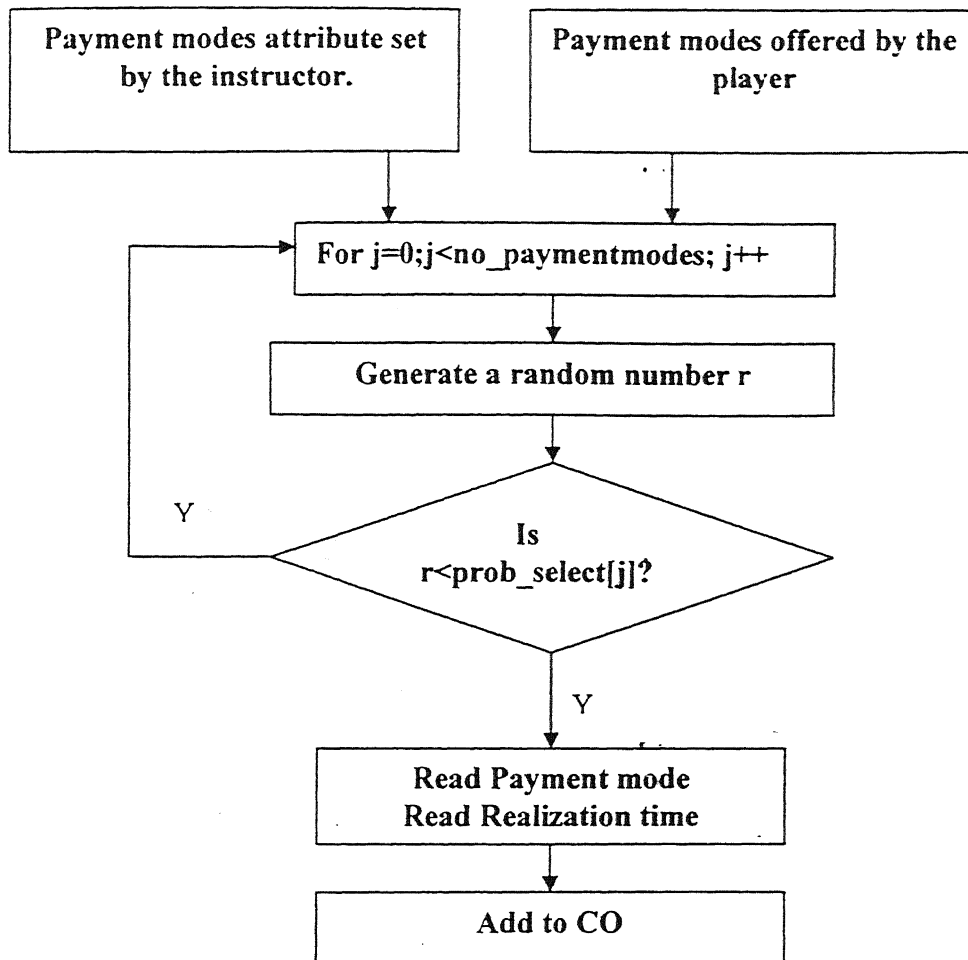 Payment modes attribute set
by the instructor.
Payment modes offered by the
player
For j=0;j<no_paymentmodes; j++
Generate a random number r
Y
Is
r<prob_select[j]?
Y
Read Payment mode
Read Realization time
Add to CO